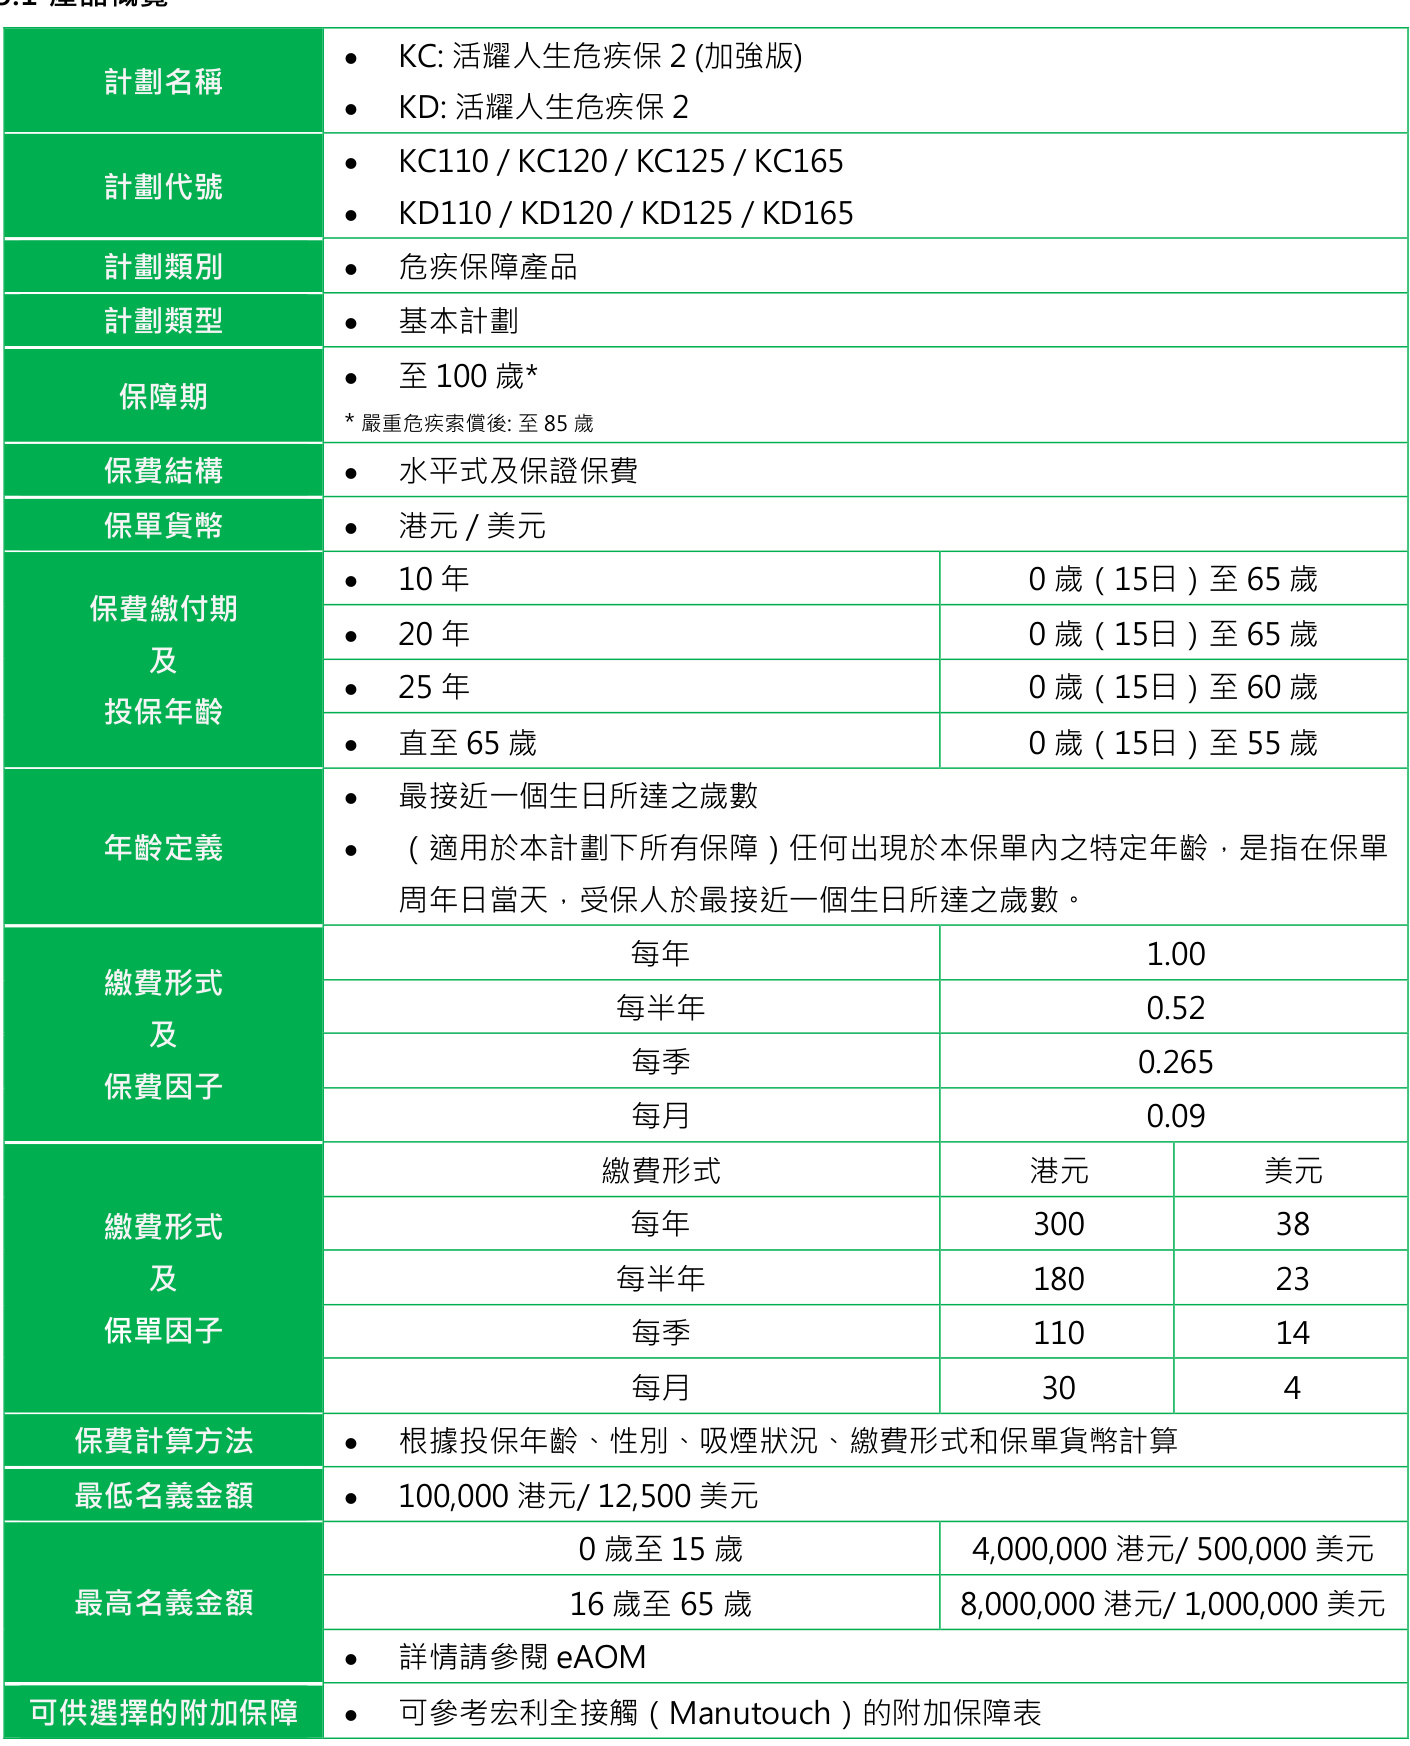 計劃名稱
• KC: 活耀人生危疾保 2 (加強版)
• KD: 活耀人生危疾保 2
計劃代號
• KC110 / KC120 / KC125 / KC165
• KD110 / KD120 / KD125 / KD165
計劃類別
• 危疾保障產品
計劃類型
• 基本計劃
保障期
• 至 100 歲*
* 嚴重危疾索償後: 至 85 歲
保費結構
• 水平式及保證保費
保單貨幣
• 港元 / 美元
保費繳付期
及
投保年齡
• 10 年 0 歲（15日）至 65 歲
• 20 年 0 歲（15日）至 65 歲
• 25 年 0 歲（15日）至 60 歲
• 直至 65 歲 0 歲（15日）至 55 歲
年齡定義
• 最接近一個生日所達之歲數
• （適用於本計劃下所有保障）任何出現於本保單內之特定年齡，是指在保單
周年日當天，受保人於最接近一個生日所達之歲數。
繳費形式
及
保費因子
每年 1.00
每半年 0.52
每季 0.265
每月 0.09
繳費形式
及
保單因子
繳費形式 港元 美元
每年 300 38
每半年 180 23
每季 110 14
每月 30 4
保費計算方法
• 根據投保年齡、性別、吸煙狀況、繳費形式和保單貨幣計算
最低名義金額
• 100,000 港元/ 12,500 美元
最高名義金額
0 歲至 15 歲 4,000,000 港元/ 500,000 美元
16 歲至 65 歲 8,000,000 港元/ 1,000,000 美元
• 詳情請參閱 eAOM
可供選擇的附加保障
• 可參考宏利全接觸（Manutouch）的附加保障表